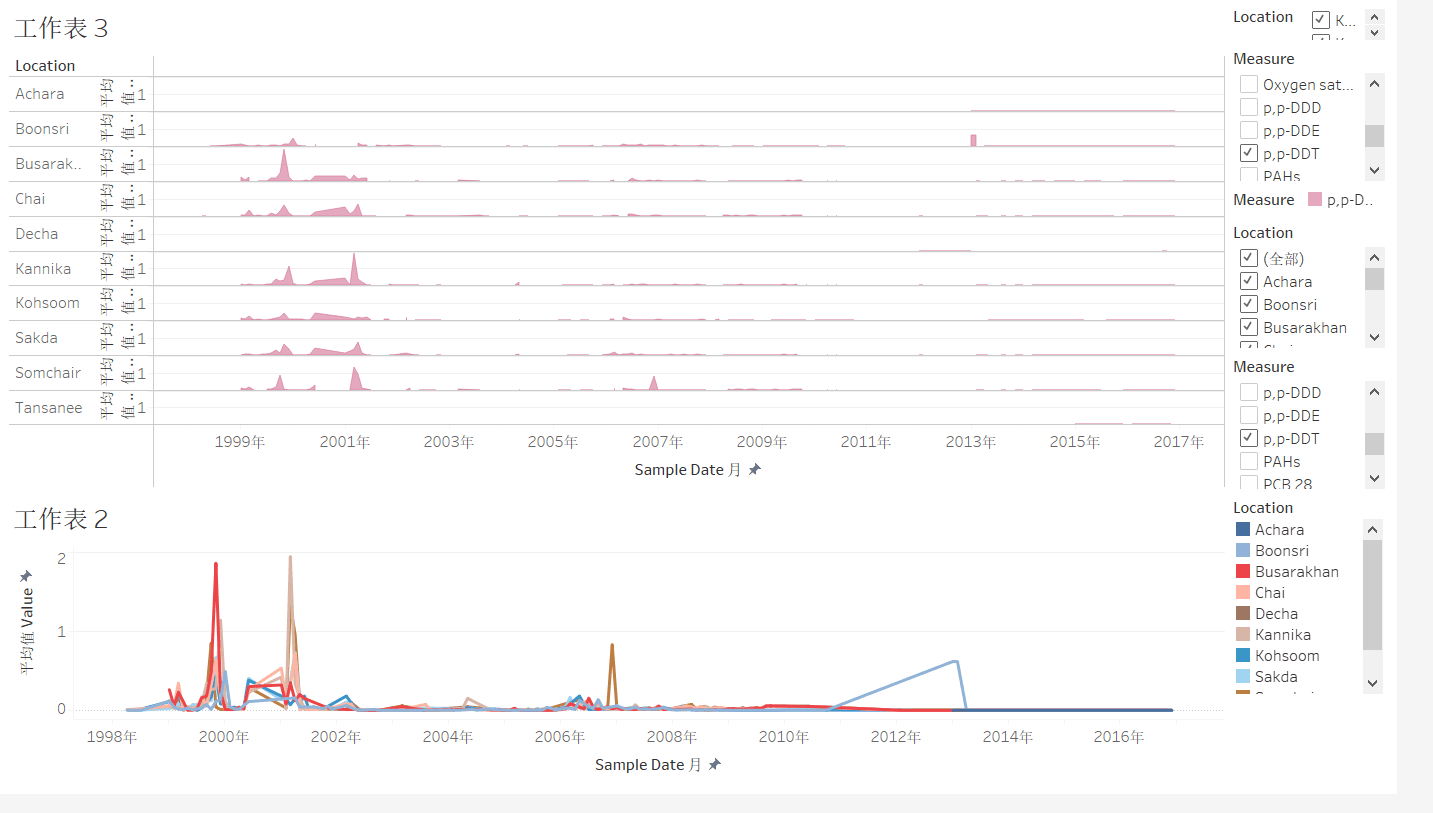 工作表 3
Location
Achara 平均 值.. 1
Boonsri 平均 值.. 1
Busarak.. 平均 值.. 1
Chai 平均 值.. 1
Decha 平均 值.. 1
Kannika 平均 值.. 1
Kohsoom 平均 值.. 1
Sakda 平均 值.. 1
Somchair 平均 值.. 1
Tansanee 平均 值.. 1
1999年 2001年 2003年 2005年 2007年 2009年 2011年 2013年 2015年 2017年
Sample Date 月
Location K...
Measure
Oxygen sat...
p,p-DDD
p,p-DDE
p,p-DDT
PAHs
Measure p,p-D..
Location
(全部)
Achara
Boonsri
Busarakhan
Measure
p,p-DDD
p,p-DDE
p,p-DDT
PAHs
PCB 28
工作表 2
平均值 Value
2
1
0
1998年 2000年 2002年 2004年 2006年 2008年 2010年 2012年 2014年 2016年
Sample Date 月
Location
Achara
Boonsri
Busarakhan
Chai
Decha
Kannika
Kohsoom
Sakda